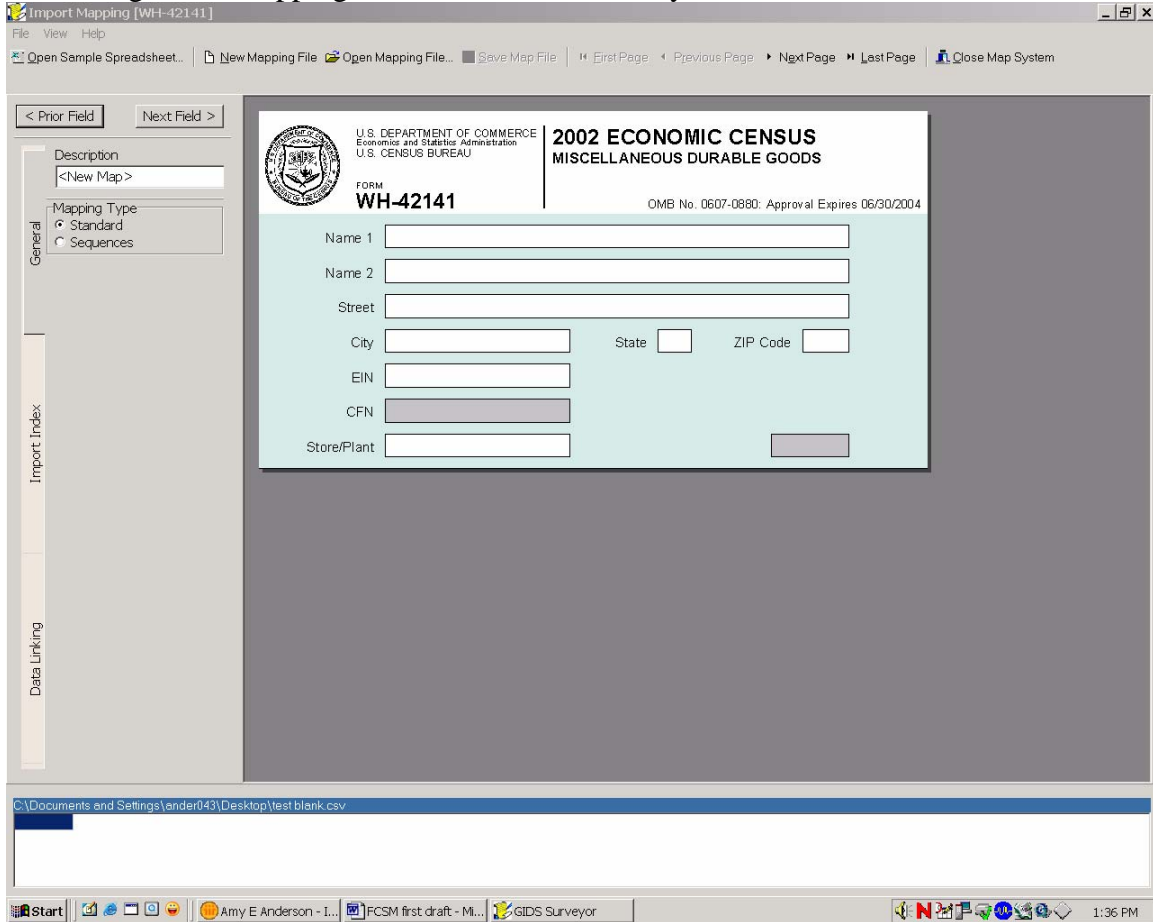 Import Mapping [WH-42141]
File View Help
Open Sample Spreadsheet... New Mapping File Open Mapping File... Save Map File First Page Previous Page Next Page Last Page Close Map System
< Prior Field Next Field >
Description
<New Map>
Mapping Type
Standard
Sequences
General
Import Index
Data Linking
U.S. DEPARTMENT OF COMMERCE
Economics and Statistics Administration
U.S. CENSUS BUREAU
FORM
WH-42141
2002 ECONOMIC CENSUS
MISCELLANEOUS DURABLE GOODS
OMB No. 0607-0880: Approval Expires 06/30/2004
Name 1
Name 2
Street
City State ZIP Code
EIN
CFN
Store/Plant
C:\Documents and Settings\ander043\Desktop\test blank.csv
Start Amy E Anderson - I... FCSM first draft - Mi... GIDS Surveyor 1:36 PM